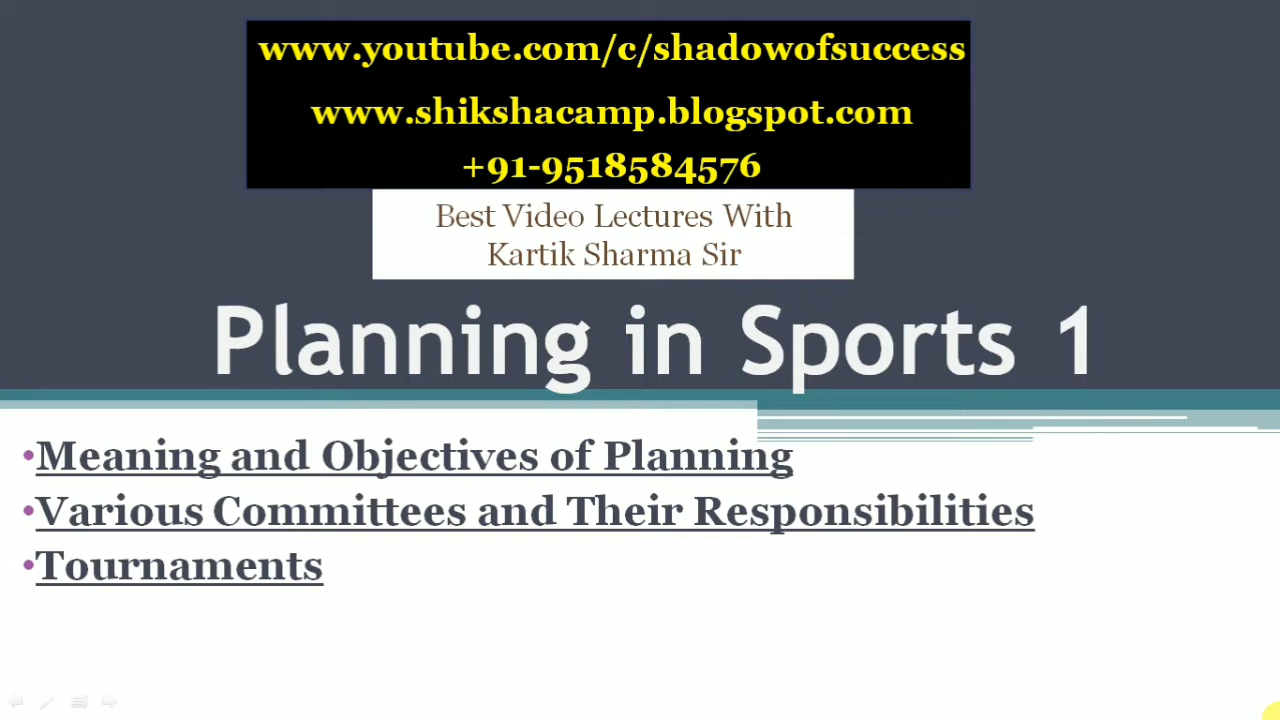 www.youtube.com/c/shadowofsuccess
www.shikshacamp.blogspot.com
+91-9518584576
Best Video Lectures With
Kartik Sharma Sir
Planning in Sports 1
•Meaning and Objectives of Planning
•Various Committees and Their Responsibilities
•Tournaments